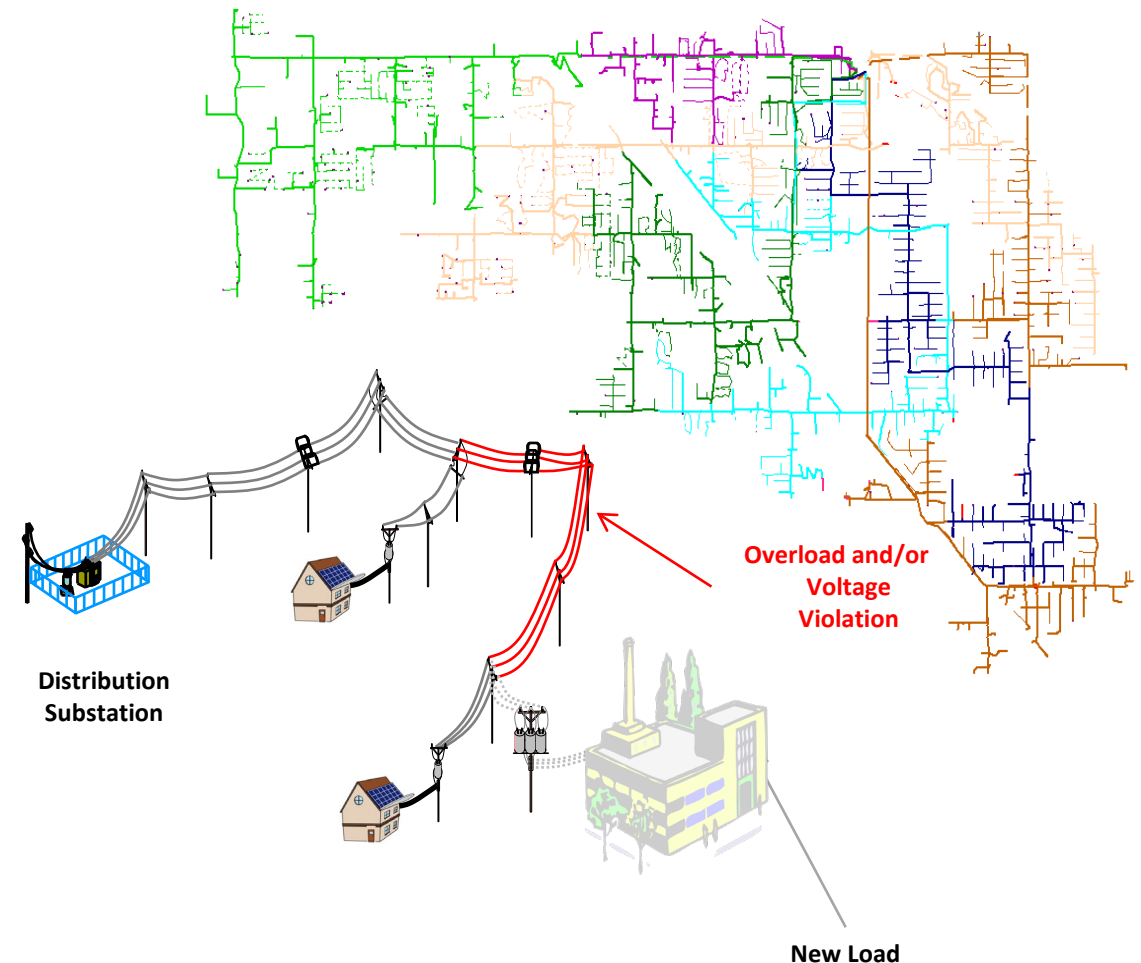 Overload and/or
Voltage
Violation
Distribution
Substation
New Load